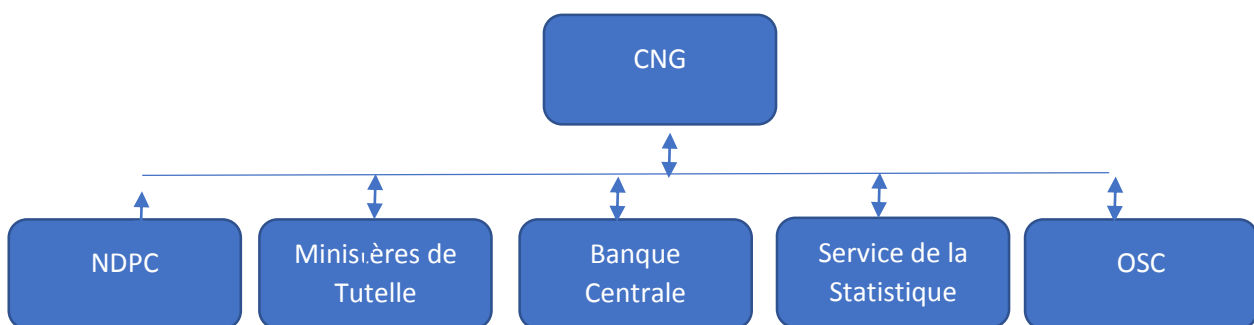 CNG
NDPC
Ministères de
Tutelle
Banque
Centrale
Service de la
Statistique
OSC